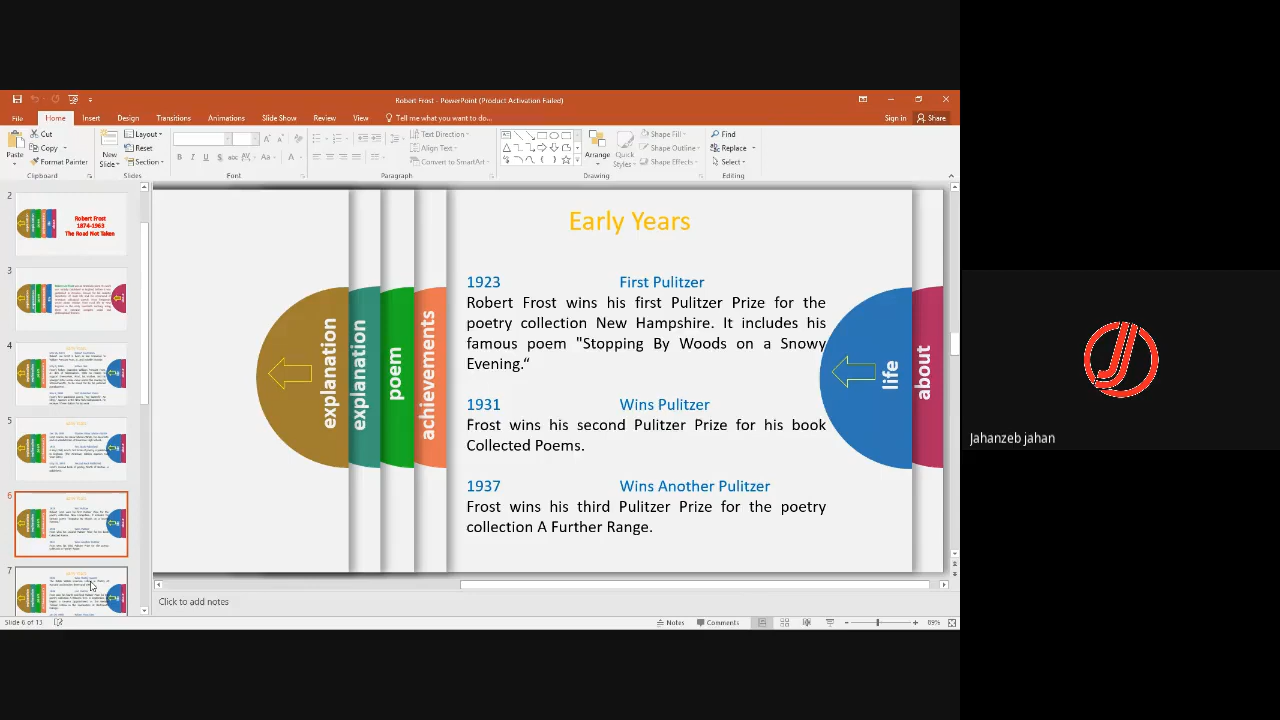 Robert Frost - PowerPoint (Product Activation Failed)
File
Home
Insert
Design
Transitions
Animations
Slide Show
Review
View
Tell me what you want to do...
Sign in
Share
Paste
Cut
Copy
Format Painter
Clipboard
New
Slide
Layout
Reset
Section
Slides
Font
Text Direction
Align Text
Convert to SmartArt
Paragraph
Arrange
Quick
Styles
Shape Fill
Shape Outline
Shape Effects
Drawing
Find
Replace
Select
Editing
2
Robert Frost
1874-1963
The Road Not Taken
3
4
5
6
7
explanation
explanation
poem
achievements
Early Years
1923 First Pulitzer
Robert Frost wins his first Pulitzer Prize for the
poetry collection New Hampshire. It includes his
famous poem "Stopping By Woods on a Snowy
Evening.“
1931 Wins Pulitzer
Frost wins his second Pulitzer Prize for his book
Collected Poems.
1937 Wins Another Pulitzer
Frost wins his third Pulitzer Prize for the poetry
collection A Further Range.
life
about
Click to add notes
Slide 6 of 13
Notes
Comments
89%
Jahanzeb jahan